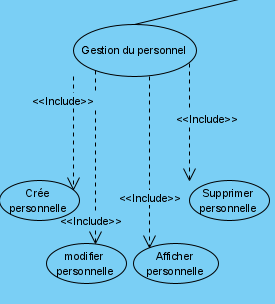 Gestion du personnel
<<Include>>
<<Include>>
Crée
personnelle
Supprimer
personnelle
<<Include>>
<<Include>>
modifier
personnelle
Afficher
personnelle